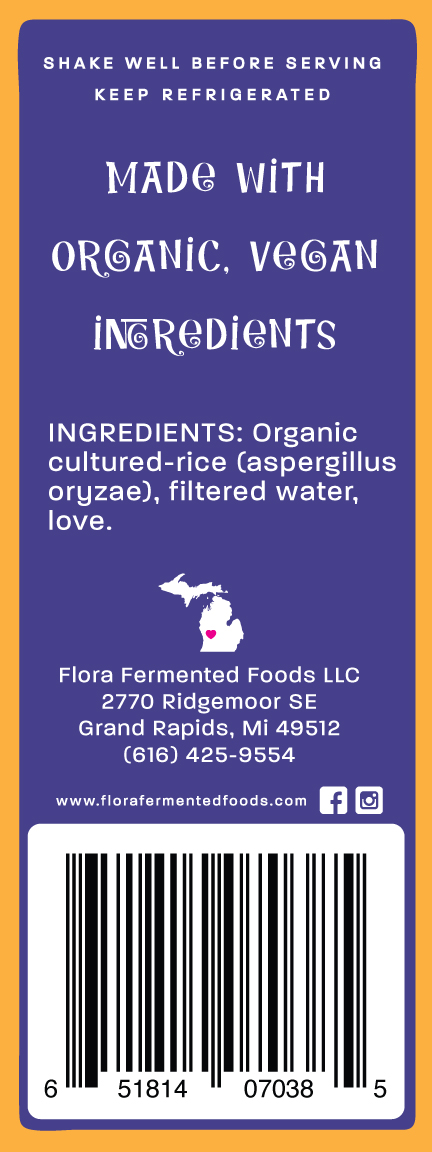 SHAKE WELL BEFORE SERVING
KEEP REFRIGERATED
MADe WiTH
ORGANiC, VeGAN
iNGReDieNTS
INGREDIENTS: Organic
cultured-rice (aspergillus
oryzae), filtered water,
love.
Flora Fermented Foods LLC
2770 Ridgemoor SE
Grand Rapids, Mi 49512
(616) 425-9554
www.florafermentedfoods.com
6 51814 07038 5